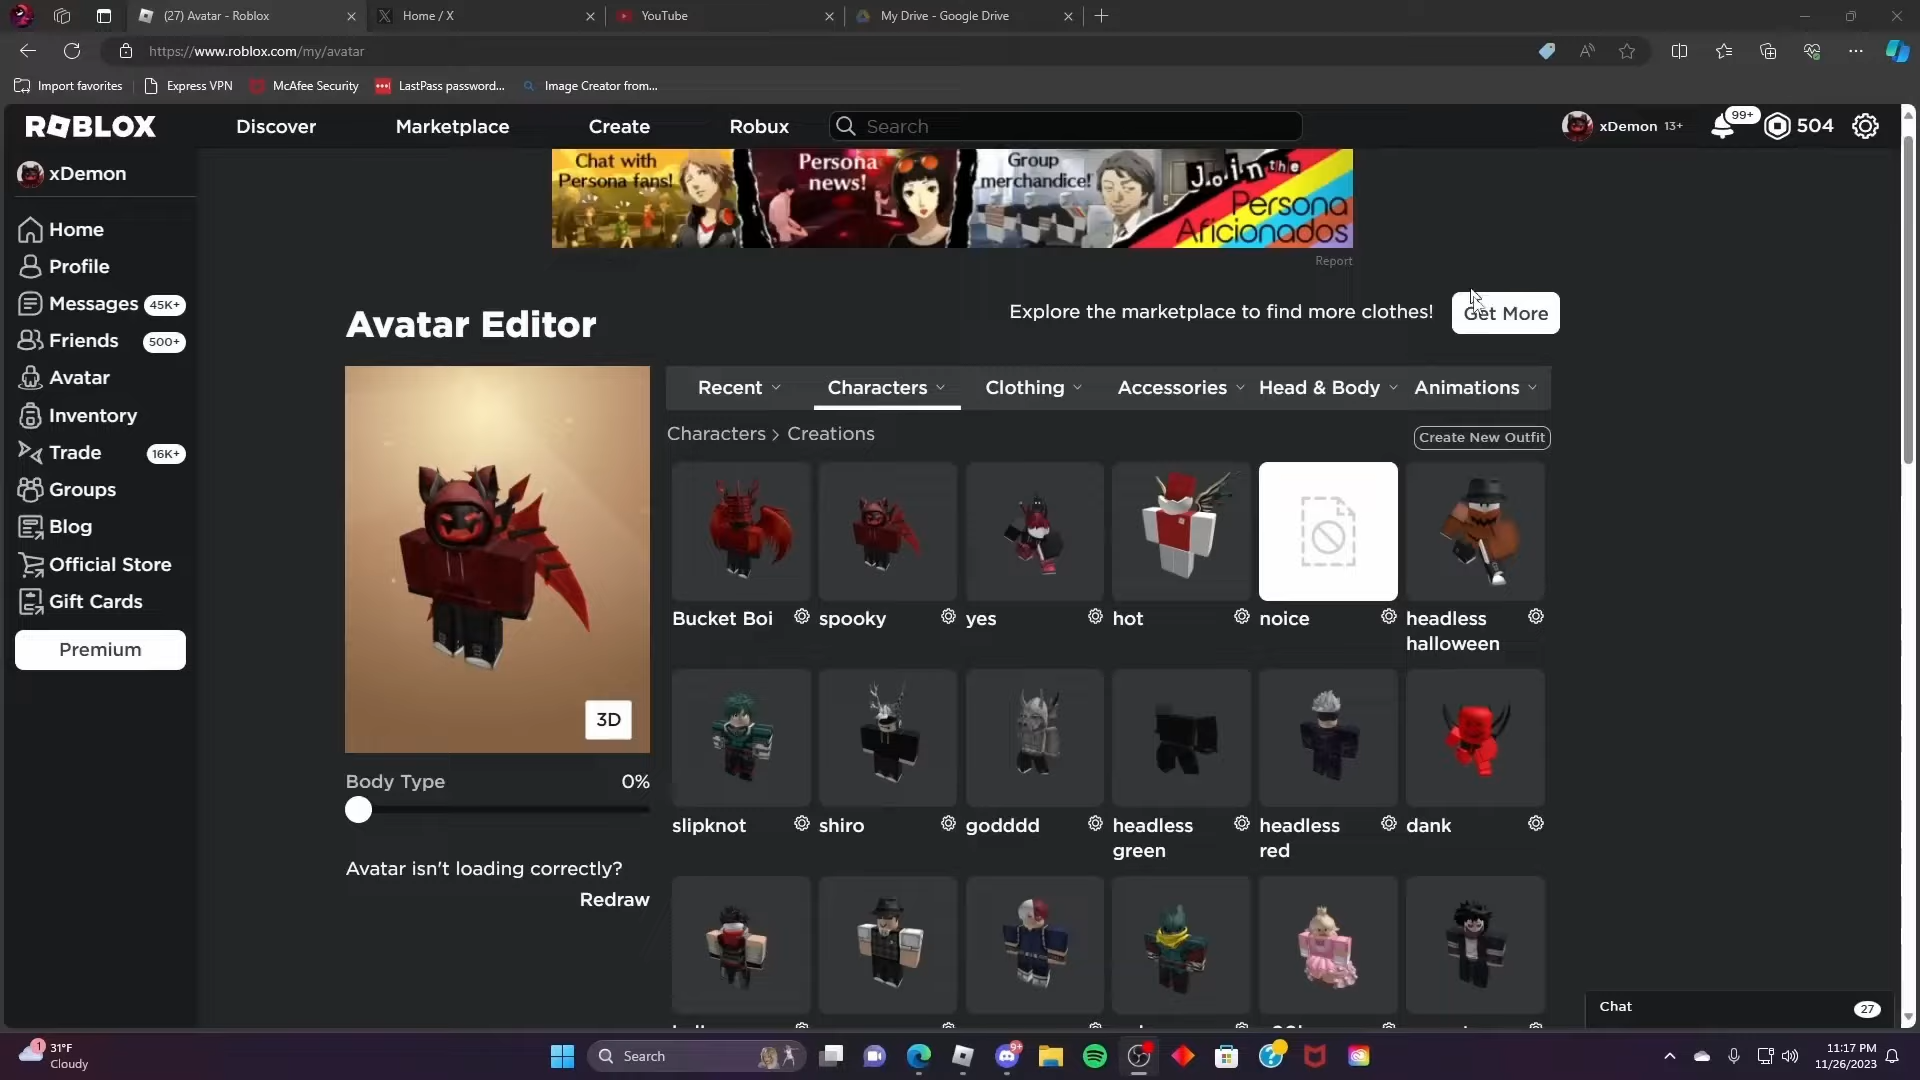 (27) Avatar - Roblox
Home / X
YouTube
My Drive - Google Drive
https://www.roblox.com/my/avatar
Import favorites
Express VPN
McAfee Security
LastPass password...
Image Creator from...
ROBLOX
Discover
Marketplace
Create
Robux
Search
xDemon 13+
99+
504
xDemon
Home
Profile
Messages 45K+
Friends 500+
Avatar
Inventory
Trade 16K+
Groups
Blog
Official Store
Gift Cards
Premium
Chat with
Persona fans!
Persona
news!
Group
merchandice!
Join the
Persona
Aficionados
Report
Avatar Editor
Explore the marketplace to find more clothes!
Get More
3D
Body Type 0%
Avatar isn't loading correctly?
Redraw
Recent
Characters
Clothing
Accessories
Head & Body
Animations
Characters > Creations
Create New Outfit
Bucket Boi
spooky
yes
hot
noice
headless
halloween
slipknot
shiro
godddd
headless
green
headless
red
dank
Chat
27
1
31°F
Cloudy
Search
9+
11:17 PM
11/26/2023